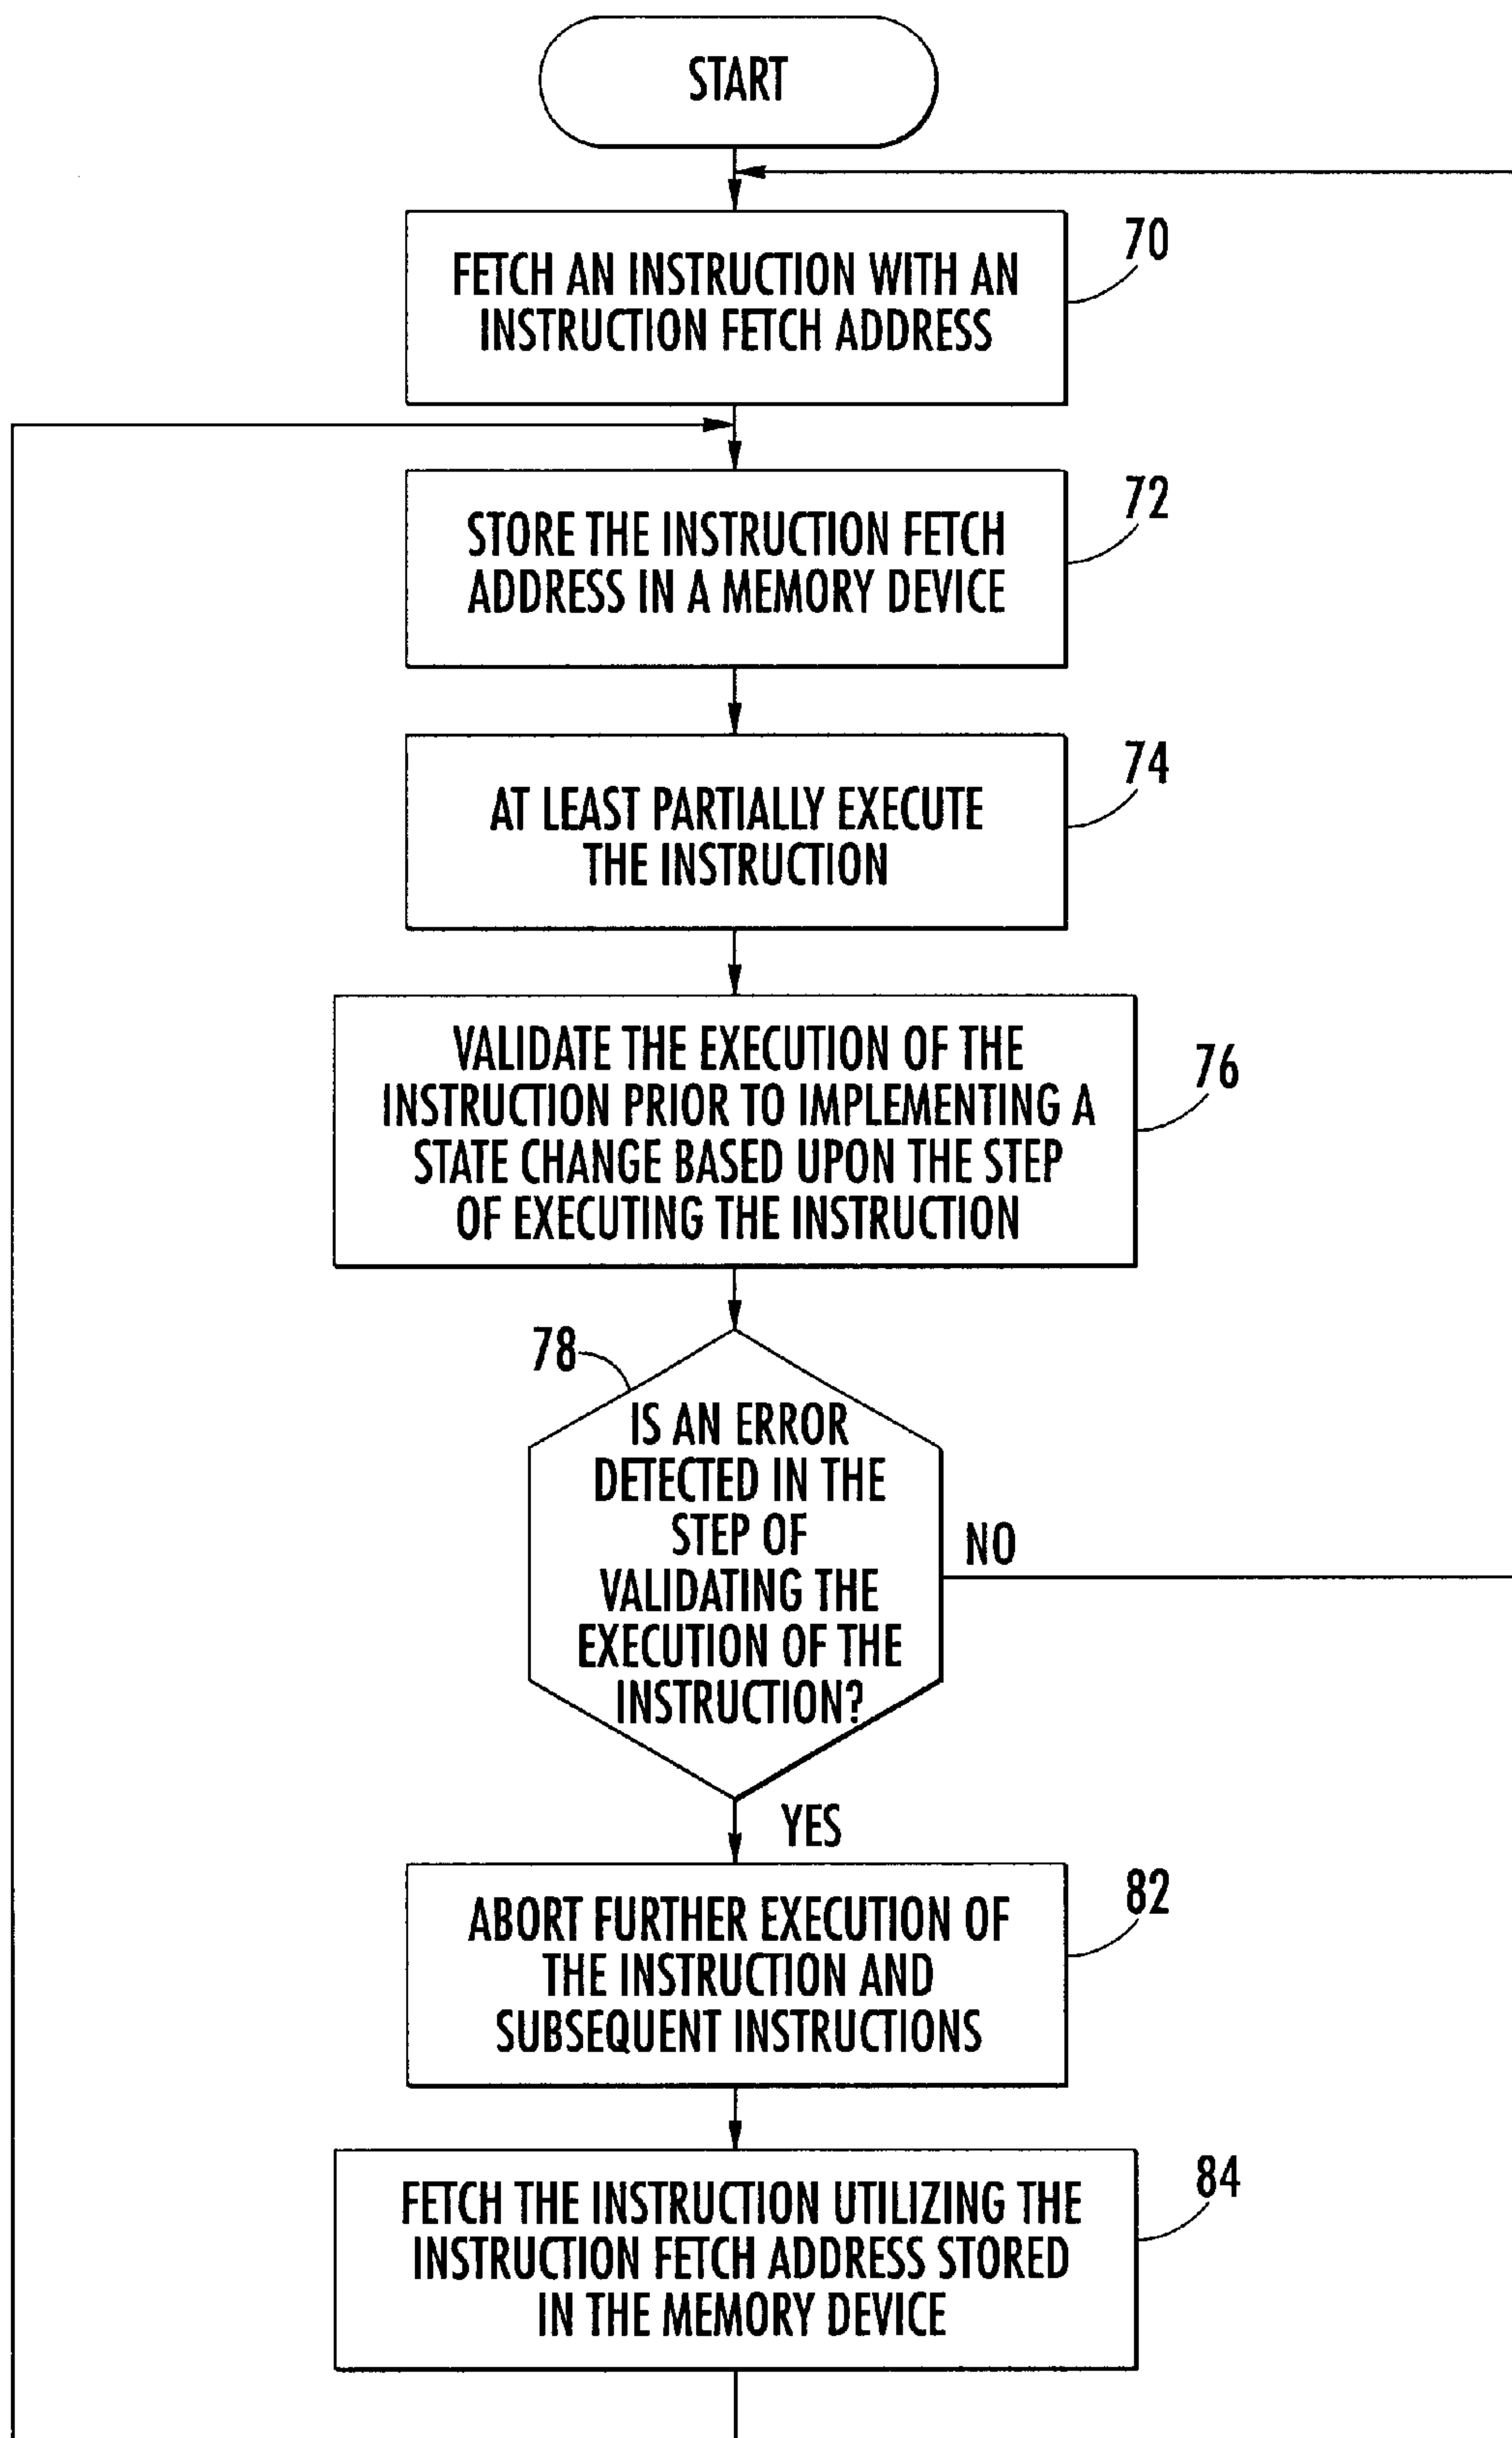 START
FETCH AN INSTRUCTION WITH AN
INSTRUCTION FETCH ADDRESS
70
STORE THE INSTRUCTION FETCH
ADDRESS IN A MEMORY DEVICE
72
AT LEAST PARTIALLY EXECUTE
THE INSTRUCTION
74
VALIDATE THE EXECUTION OF THE
INSTRUCTION PRIOR TO IMPLEMENTING A
STATE CHANGE BASED UPON THE STEP
OF EXECUTING THE INSTRUCTION
76
78
IS AN ERROR
DETECTED IN THE
STEP OF
VALIDATING THE
EXECUTION OF THE
INSTRUCTION?
NO
YES
ABORT FURTHER EXECUTION OF
THE INSTRUCTION AND
SUBSEQUENT INSTRUCTIONS
82
FETCH THE INSTRUCTION UTILIZING THE
INSTRUCTION FETCH ADDRESS STORED
IN THE MEMORY DEVICE
84